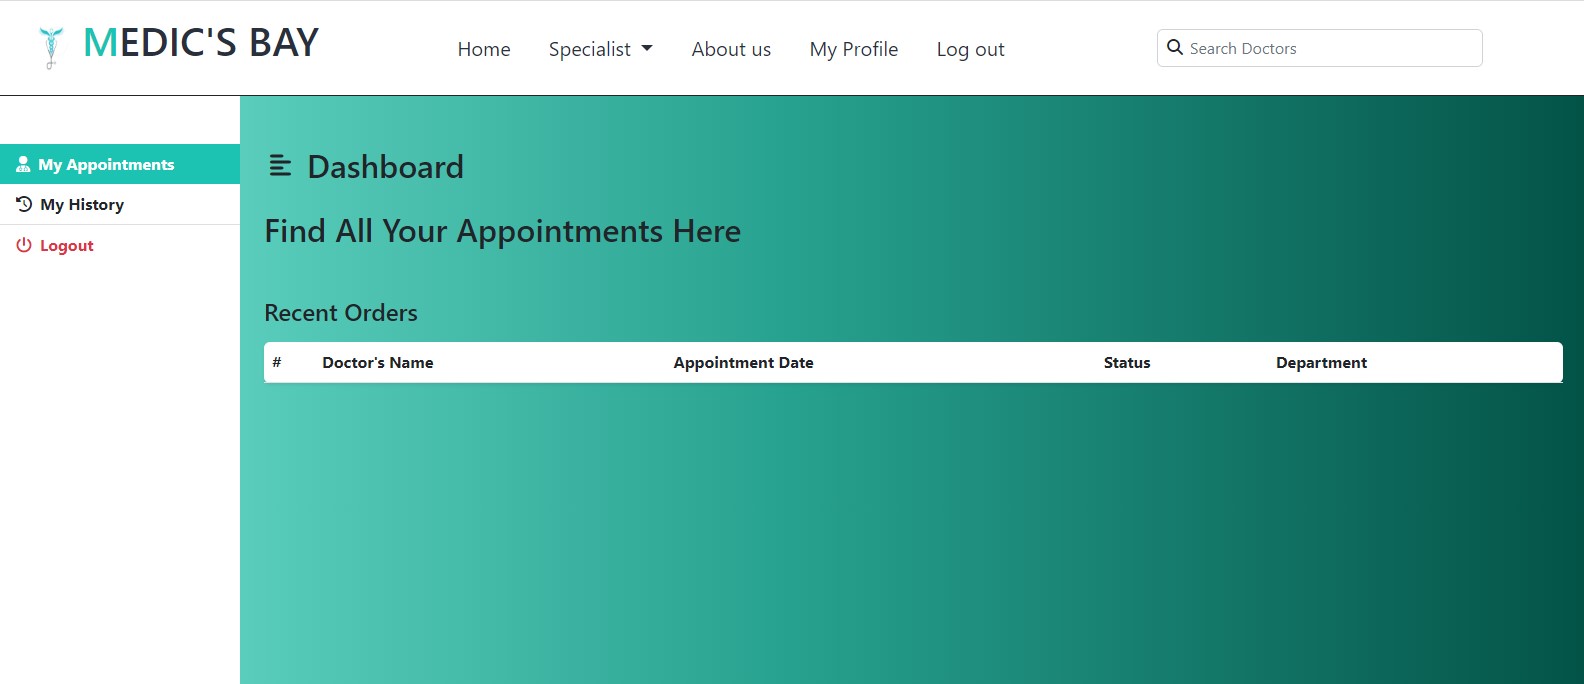 MEDIC'S BAY
Home Specialist About us My Profile Log out
Search Doctors
My Appointments
My History
Logout
Dashboard
Find All Your Appointments Here
Recent Orders
# Doctor's Name Appointment Date Status Department